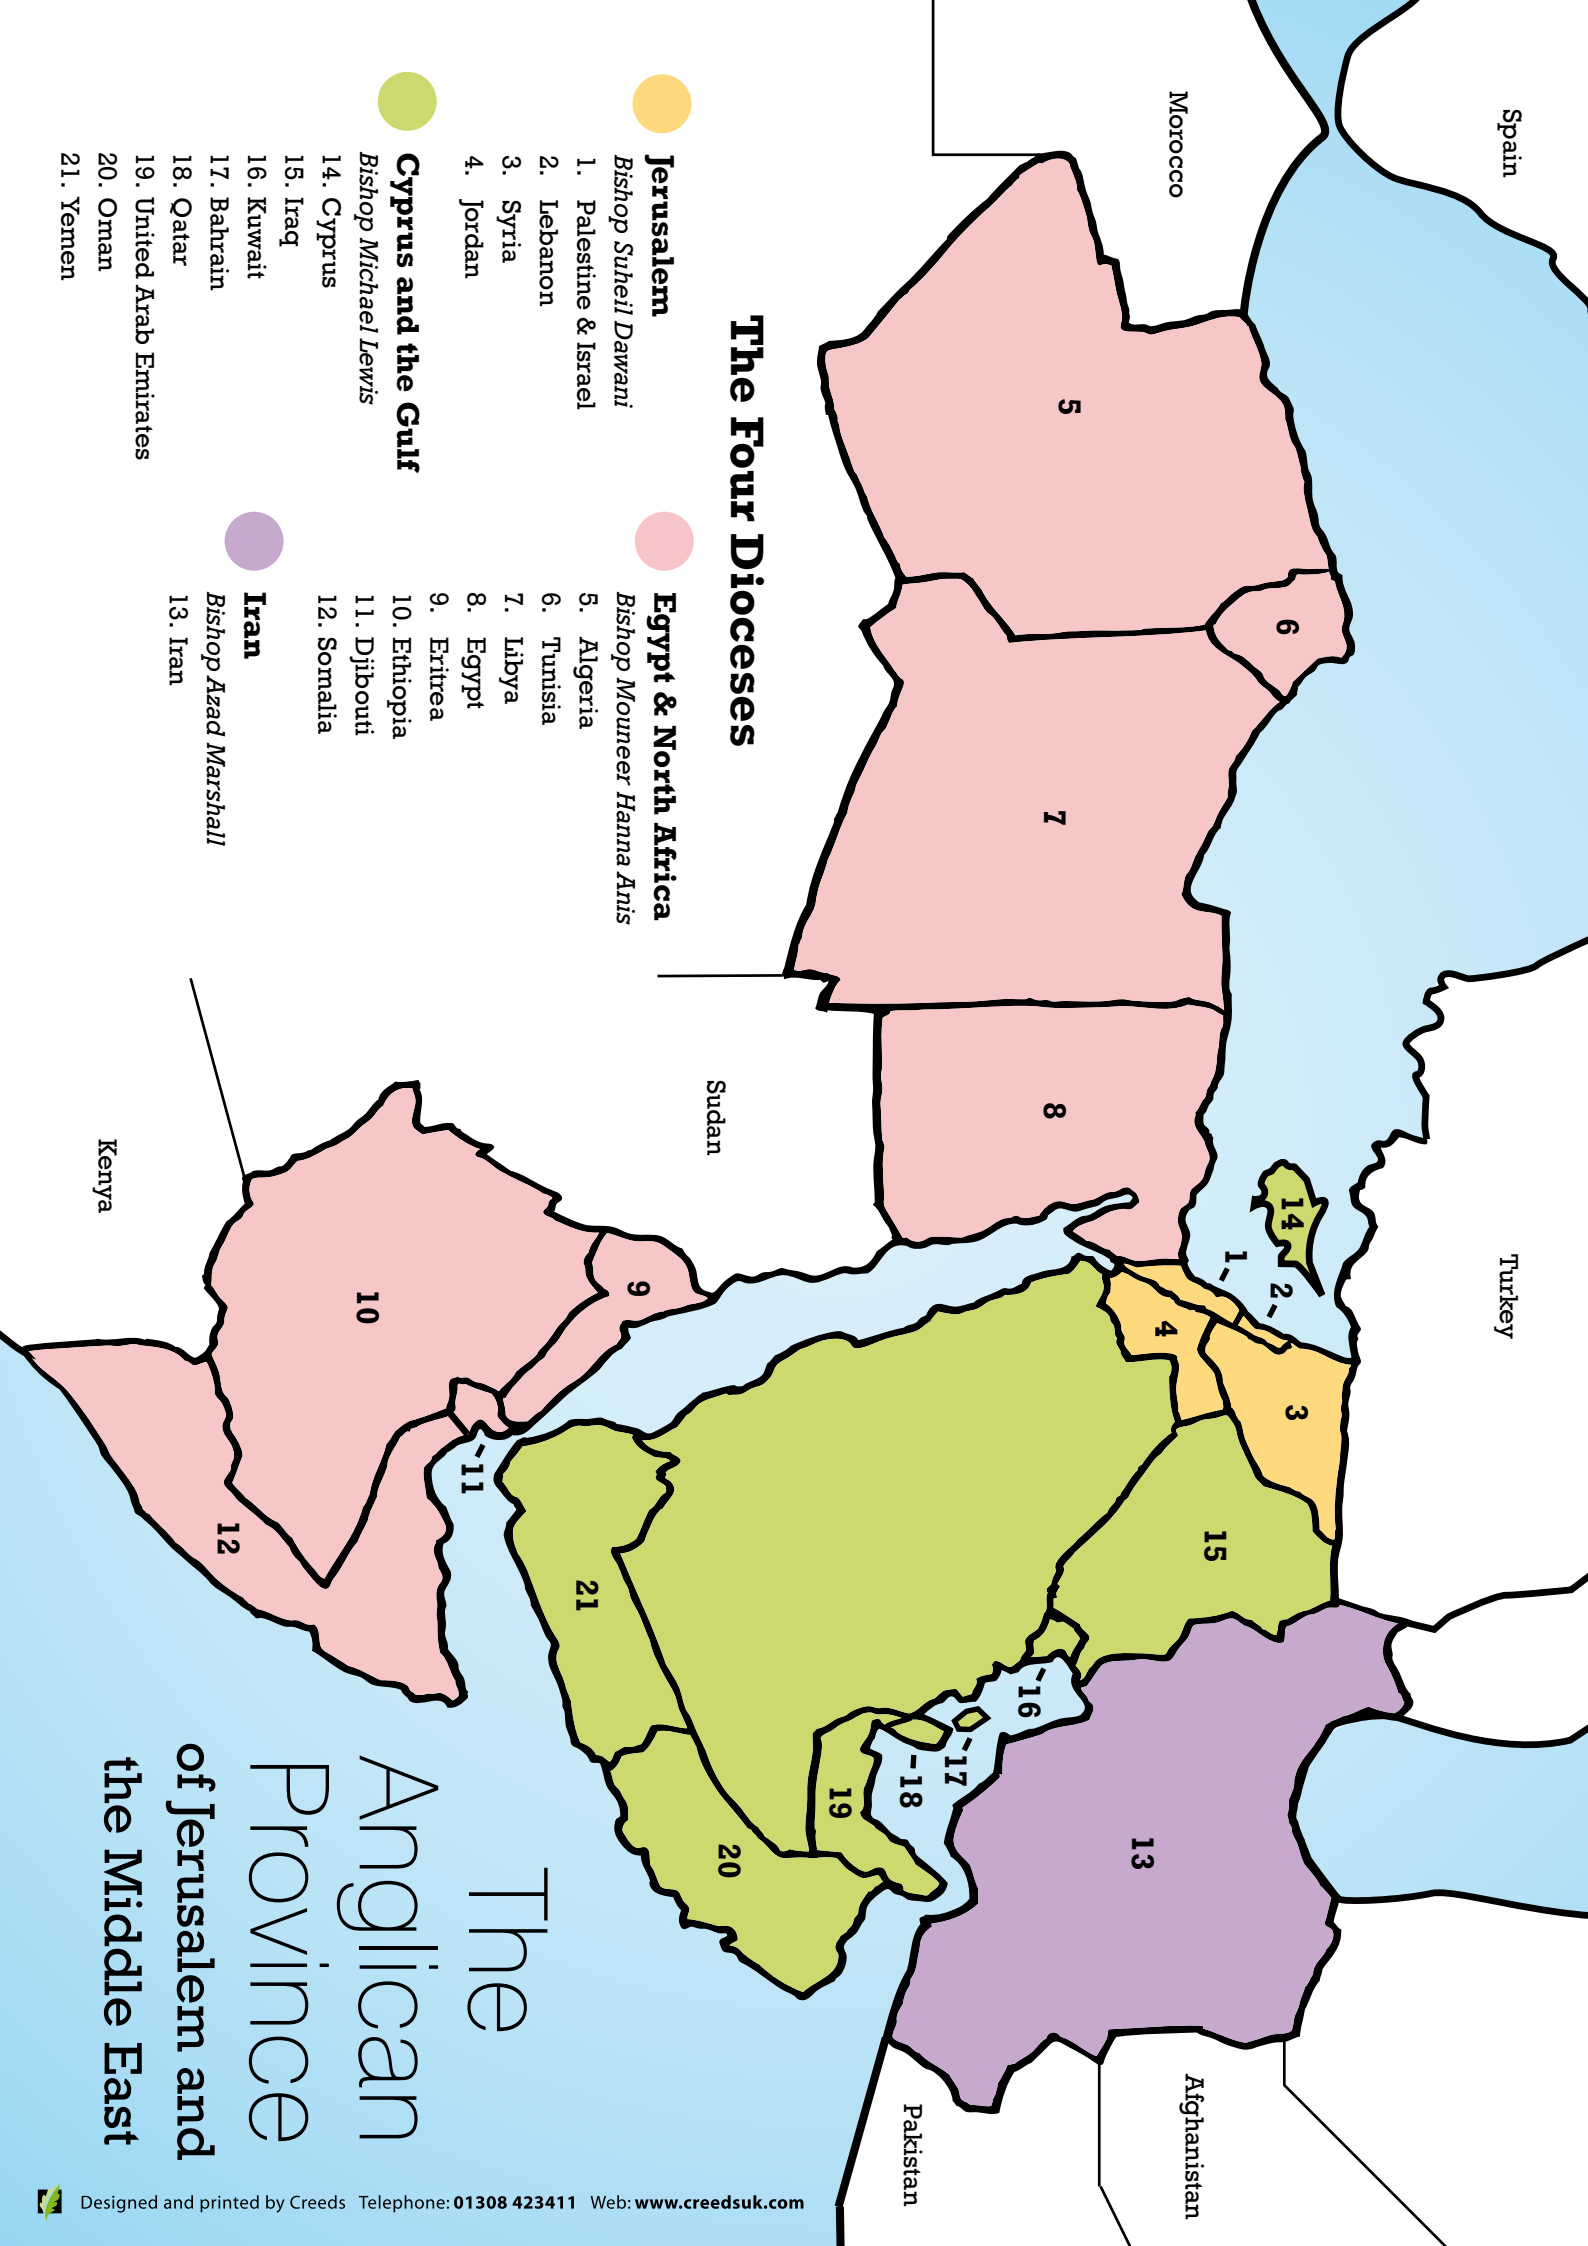 Spain
Morocco
Turkey
Sudan
Kenya
Afghanistan
Pakistan
5
6
7
8
14
1
2
3
4
15
9
10
11
12
21
16
17
18
19
20
13
The Four Dioceses
Jerusalem
Bishop Suheil Dawani
1. Palestine & Israel
2. Lebanon
3. Syria
4. Jordan
Cyprus and the Gulf
Bishop Michael Lewis
14. Cyprus
15. Iraq
16. Kuwait
17. Bahrain
18. Qatar
19. United Arab Emirates
20. Oman
21. Yemen
Egypt & North Africa
Bishop Mouneer Hanna Anis
5. Algeria
6. Tunisia
7. Libya
8. Egypt
9. Eritrea
10. Ethiopia
11. Djibouti
12. Somalia
Iran
Bishop Azad Marshall
13. Iran
The
Anglican
Province
of Jerusalem and
the Middle East
Designed and printed by Creeds Telephone: 01308 423411 Web: www.creedsuk.com